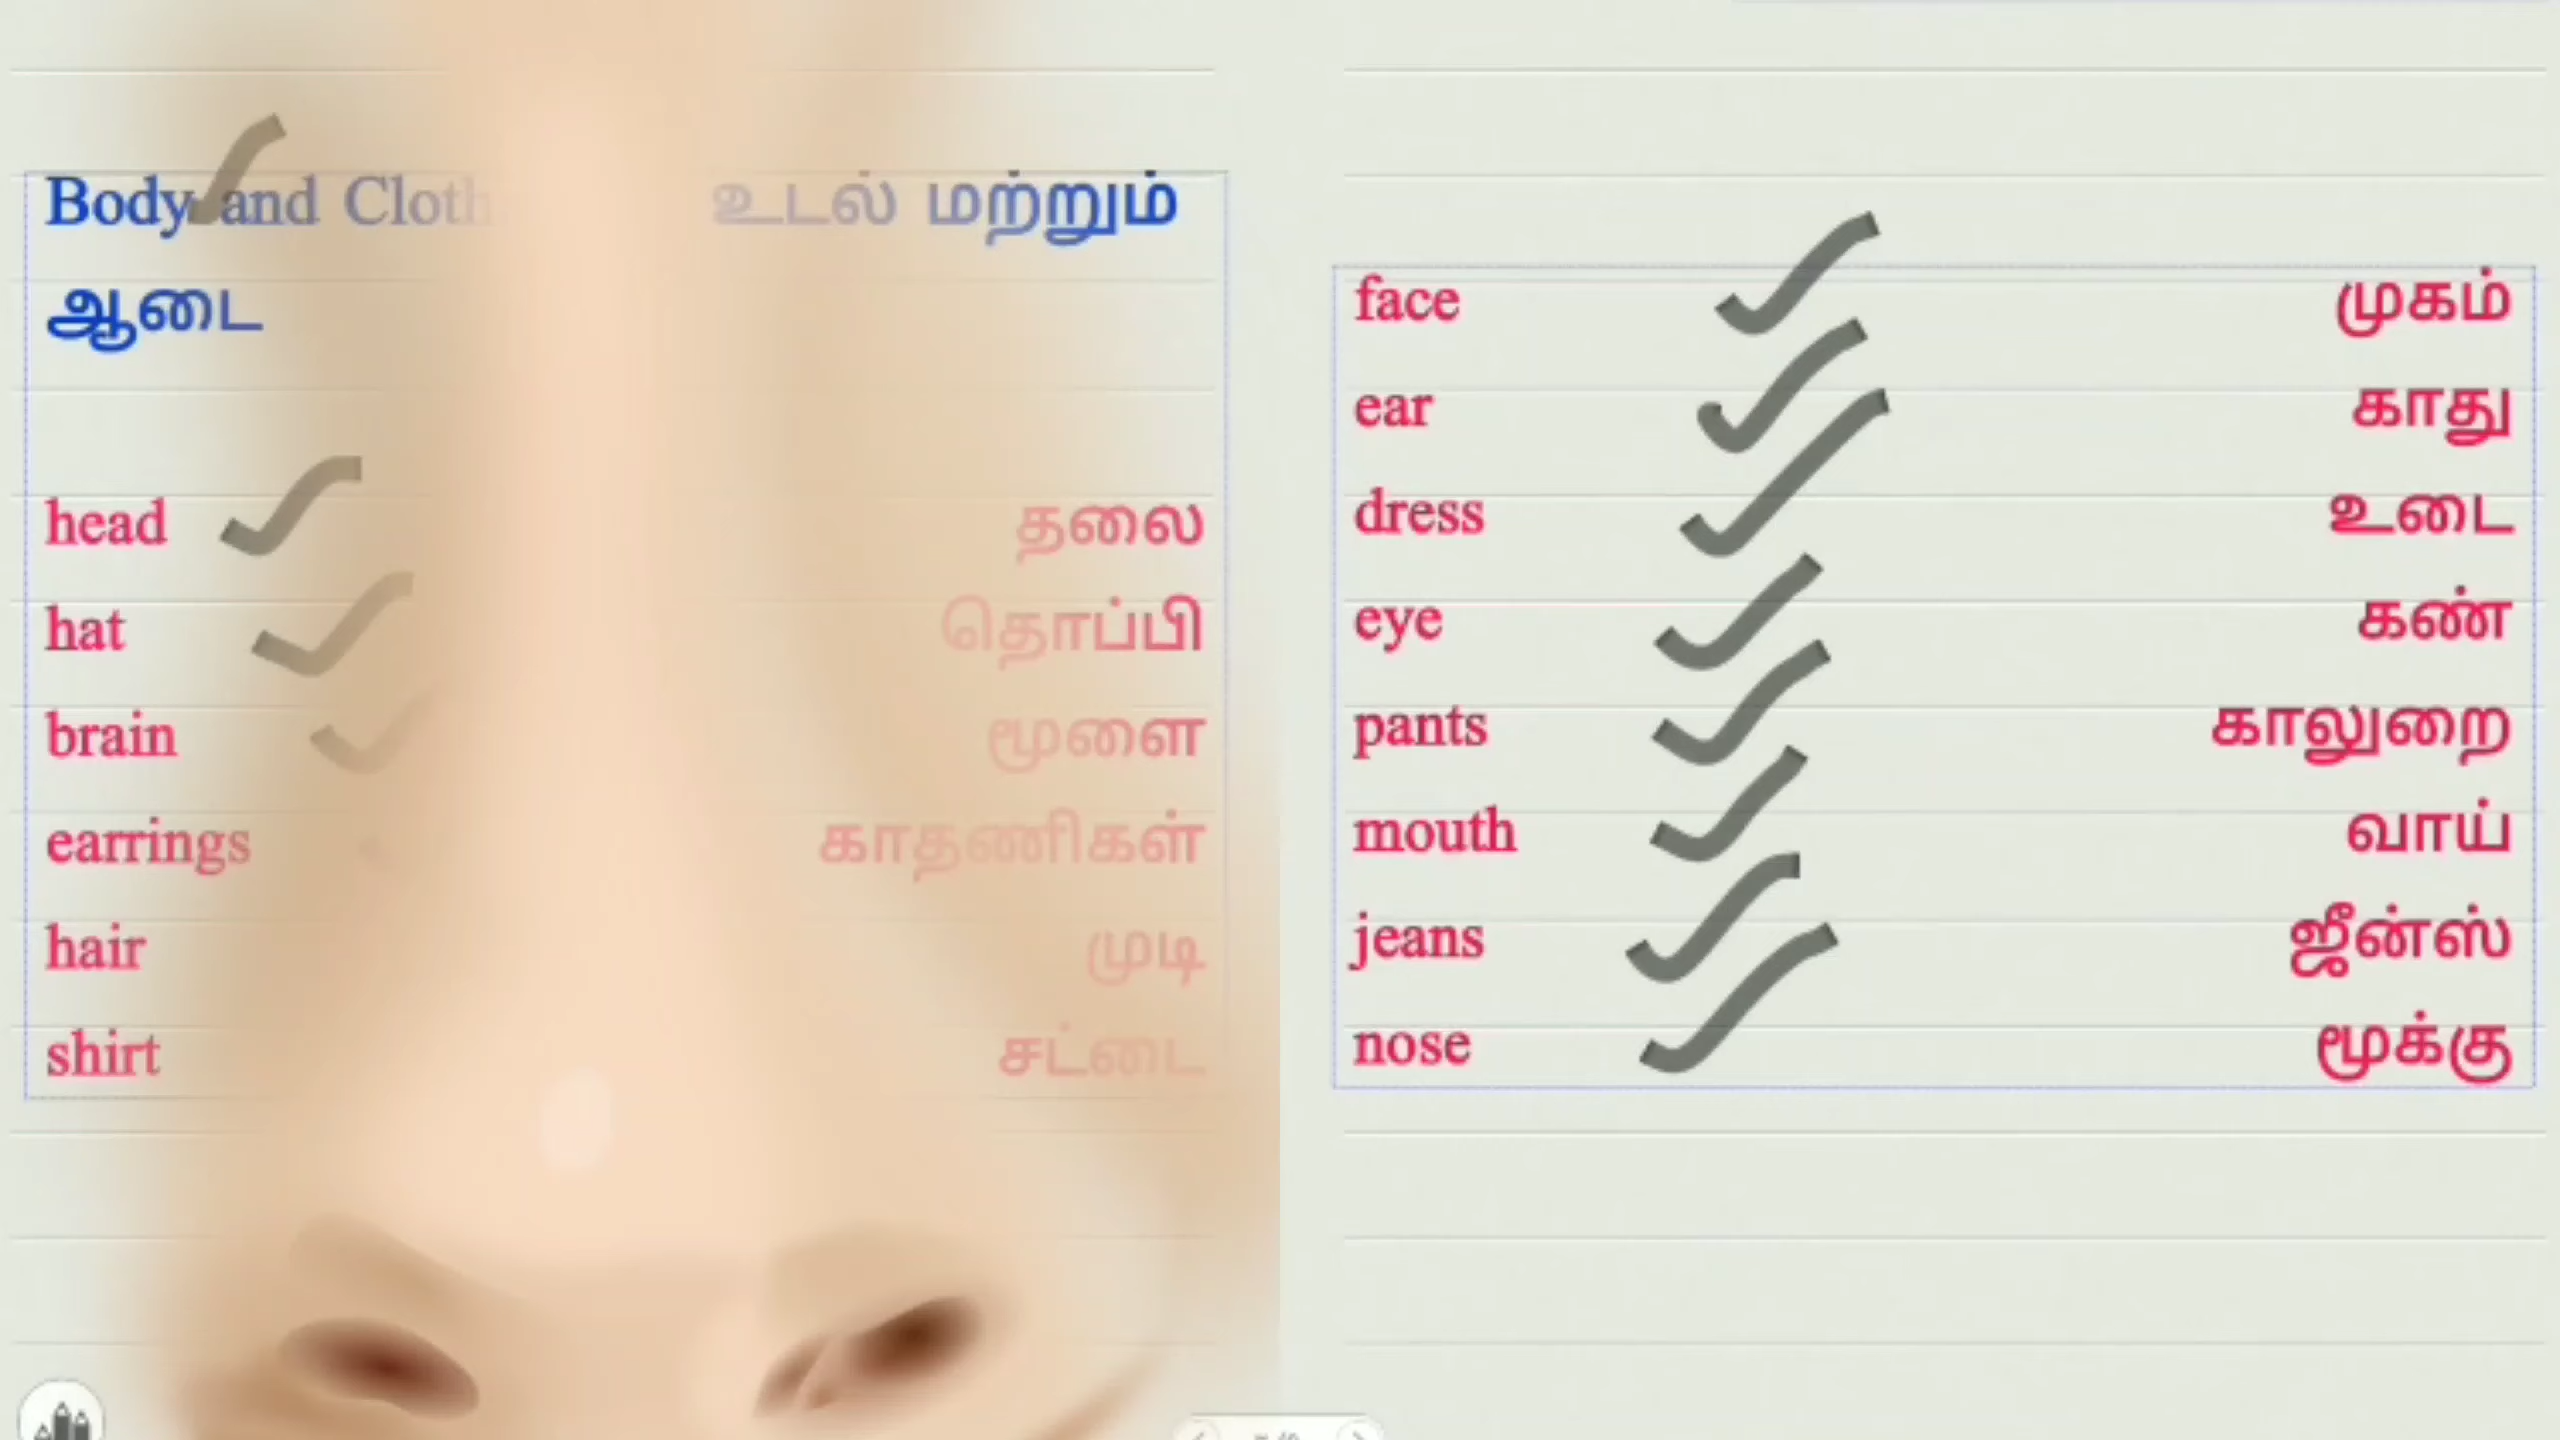 Body and Cloth உடல் மற்றும்
ஆடை
head தலை
hat தொப்பி
brain மூளை
earrings காதணிகள்
hair முடி
shirt சட்டை
face முகம்
ear காது
dress உடை
eye கண்
pants காலுறை
mouth வாய்
jeans ஜீன்ஸ்
nose மூக்கு